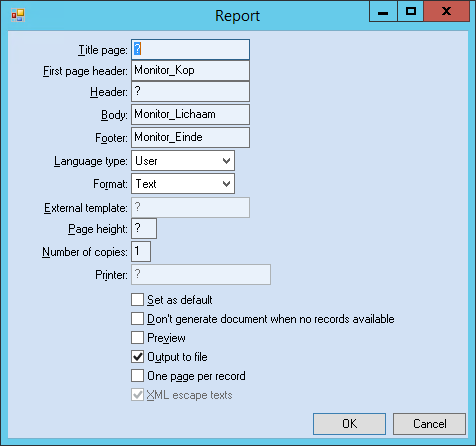 Report
Title page: ?
First page header: Monitor_Kop
Header: ?
Body: Monitor_Lichaam
Footer: Monitor_Einde
Language type: User
Format: Text
External template: ?
Page height: ?
Number of copies: 1
Printer: ?
Set as default
Don't generate document when no records available
Preview
Output to file
One page per record
XML escape texts
OK Cancel